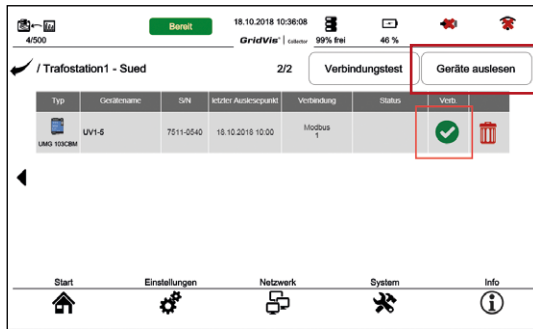 Bereit
18.10.2018 10:36:08
4/500
GridVis® | Collector
99% frei
46 %
/ Trafostation1 - Sued
2/2
Verbindungstest
Geräte auslesen
Typ Gerätename S/N letzter Auslesepunkt Verbindung Status Verb.
UMG 103CBM UV1-5 7511-0540 18.10.2018 10:00 Modbus
1
Start Einstellungen Netzwerk System Info